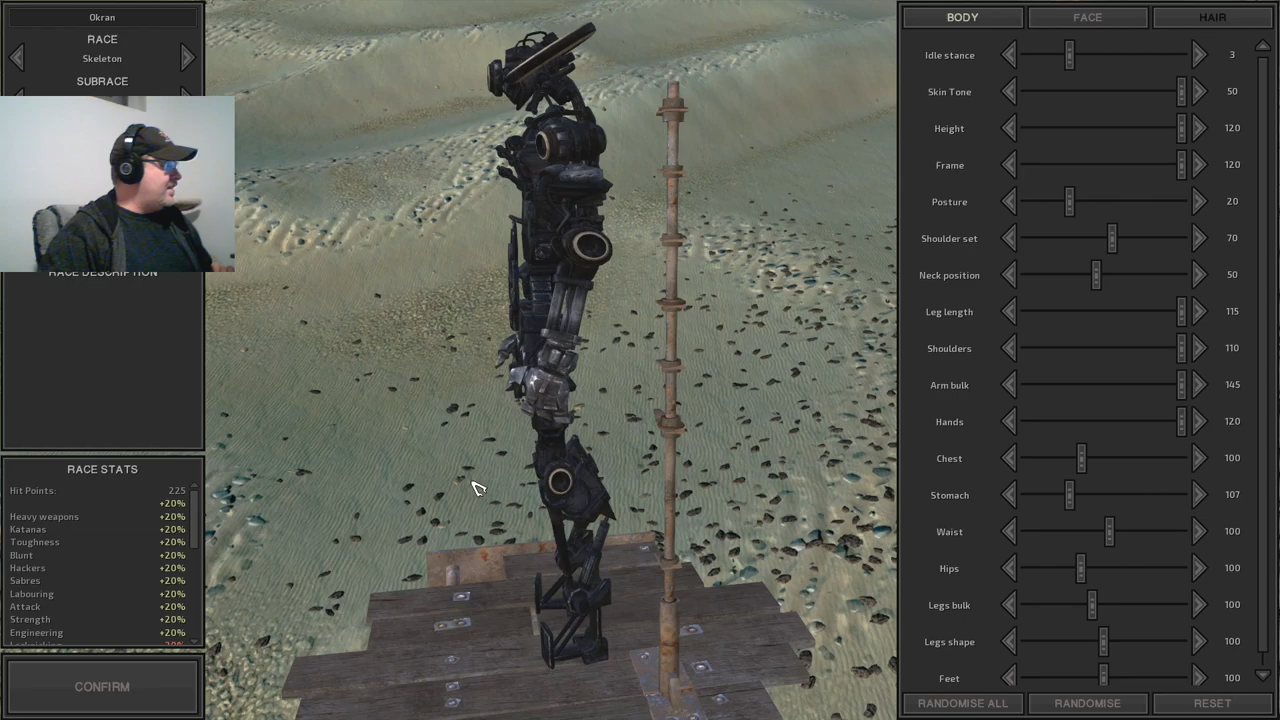 Okran
RACE
Skeleton
SUBRACE
RACE DESCRIPTION
RACE STATS
Hit Points: 225
+20%
Heavy weapons +20%
Katanas +20%
Toughness +20%
Blunt +20%
Hackers +20%
Sabres +20%
Labouring +20%
Attack +20%
Strength +20%
Engineering +20%
CONFIRM
BODY FACE HAIR
Idle stance 3
Skin Tone 50
Height 120
Frame 120
Posture 20
Shoulder set 70
Neck position 50
Leg length 115
Shoulders 110
Arm bulk 145
Hands 120
Chest 100
Stomach 107
Waist 100
Hips 100
Legs bulk 100
Legs shape 100
Feet 100
RANDOMISE ALL RANDOMISE RESET